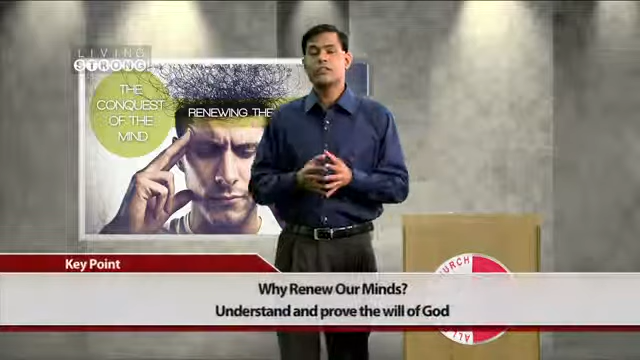 LIVING
STRONG
THE
CONQUEST
OF THE
MIND
RENEWING THE
Key Point
Why Renew Our Minds?
Understand and prove the will of God
CHURCH